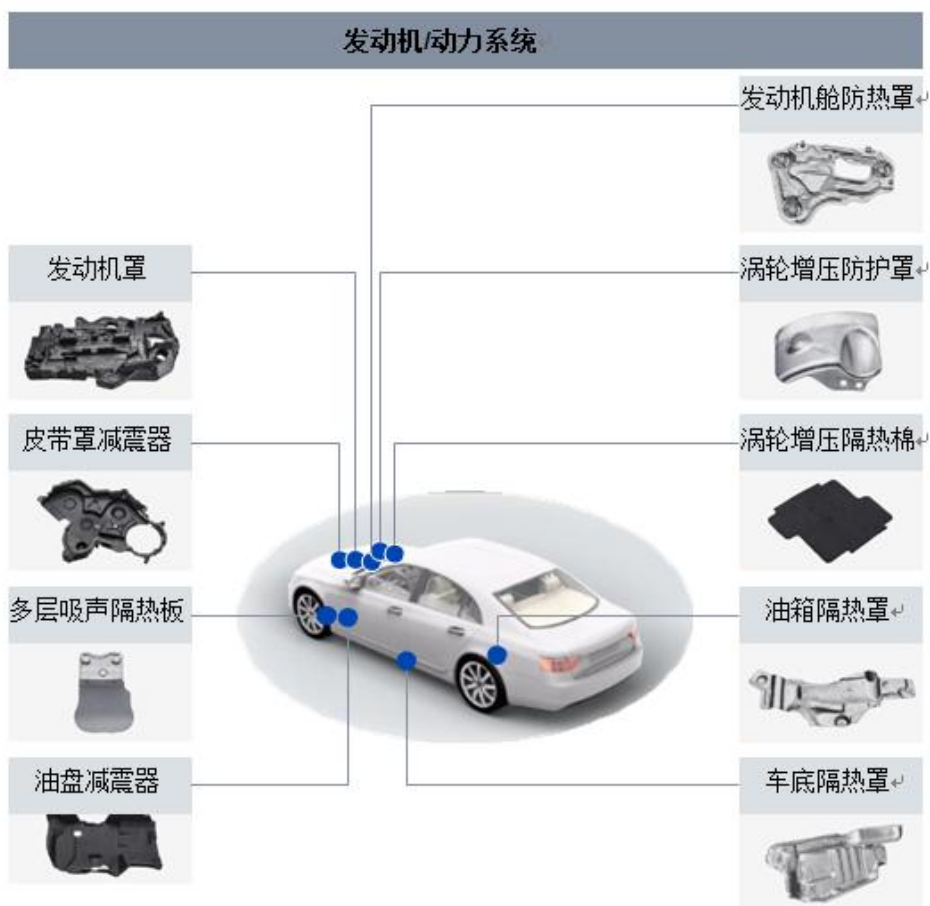 发动机/动力系统
发动机舱防热罩
发动机罩
涡轮增压防护罩
皮带罩减震器
涡轮增压隔热棉
多层吸声隔热板
油箱隔热罩
油盘减震器
车底隔热罩